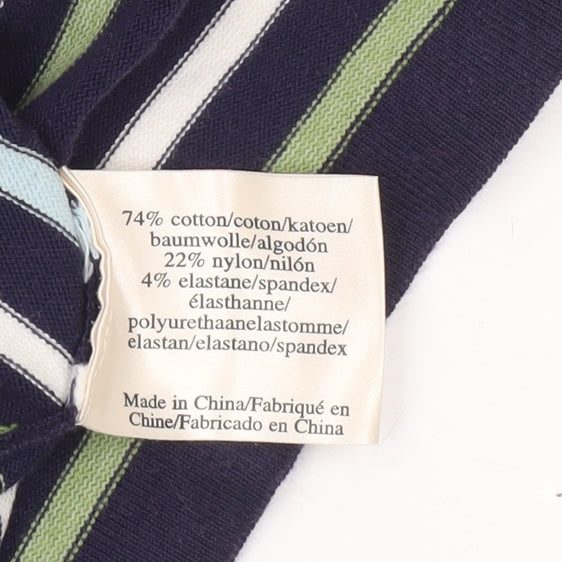 74% cotton/coton/katoen/
baumwolle/algodón
22% nylon/nilón
4% elastane/spandex/
élasthanne/
polyurethaanelastomme/
elastan/elastano/spandex
Made in China/Fabriqué en
Chine/Fabricado en China